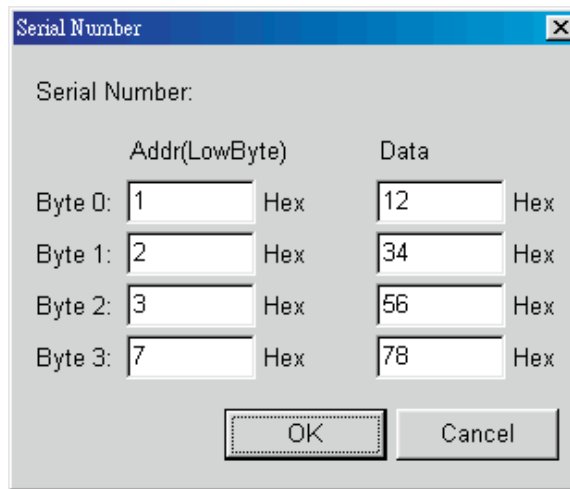 Serial Number
Serial Number:
Addr(LowByte) Data
Byte 0: 1 Hex 12 Hex
Byte 1: 2 Hex 34 Hex
Byte 2: 3 Hex 56 Hex
Byte 3: 7 Hex 78 Hex
OK Cancel